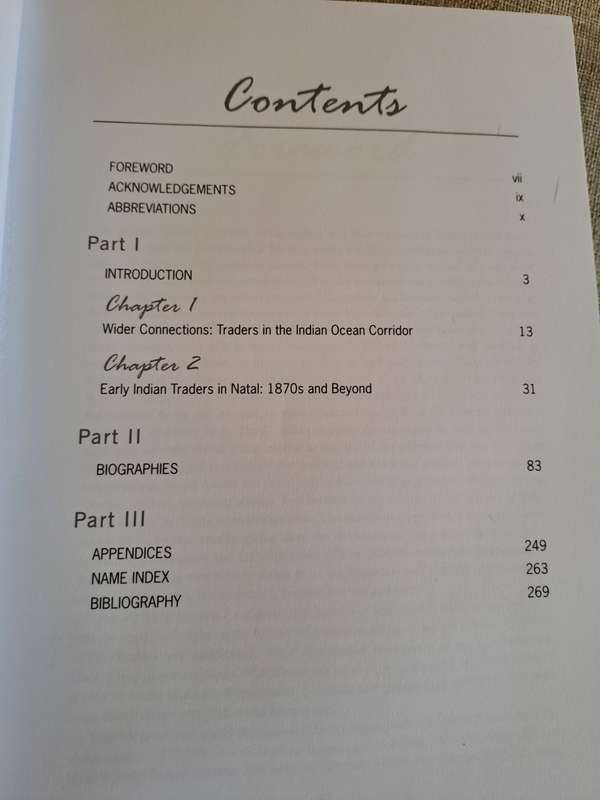 Contents
FOREWORD vii
ACKNOWLEDGEMENTS ix
ABBREVIATIONS x
Part I
INTRODUCTION 3
Chapter 1
Wider Connections: Traders in the Indian Ocean Corridor 13
Chapter 2
Early Indian Traders in Natal: 1870s and Beyond 31
Part II
BIOGRAPHIES 83
Part III
APPENDICES 249
NAME INDEX 263
BIBLIOGRAPHY 269